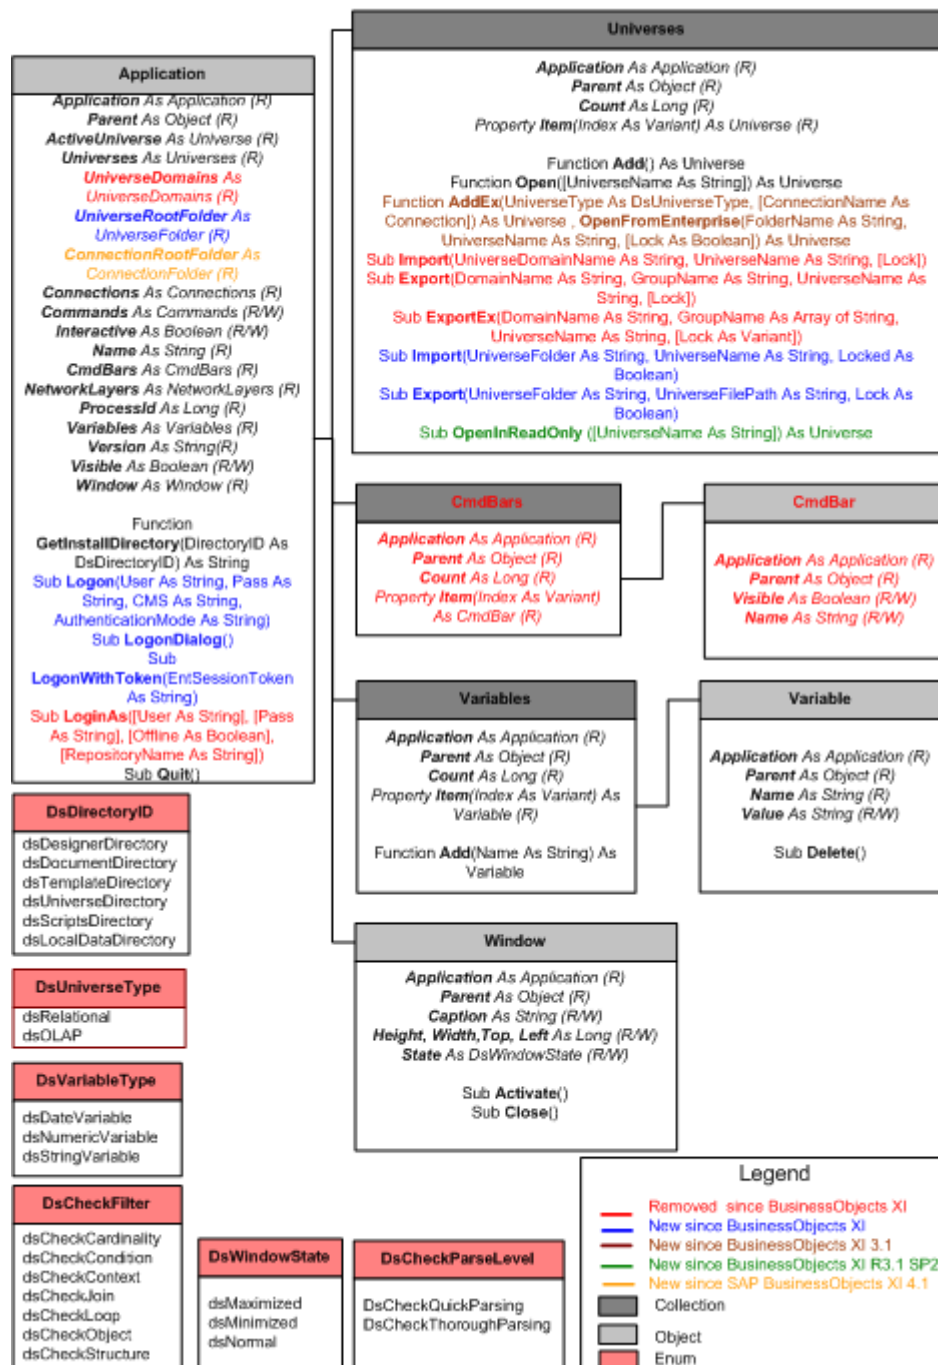 Application
Application As Application (R)
Parent As Object (R)
ActiveUniverse As Universe (R)
Universes As Universes (R)
UniverseDomains As
UniverseDomains (R)
UniverseRootFolder As
UniverseFolder (R)
ConnectionRootFolder As
ConnectionFolder (R)
Connections As Connections (R)
Commands As Commands (R/W)
Interactive As Boolean (R/W)
Name As String (R)
CmdBars As CmdBars (R)
NetworkLayers As NetworkLayers (R)
ProcessId As Long (R)
Variables As Variables (R)
Version As String(R)
Visible As Boolean (R/W)
Window As Window (R)
Function
GetInstallDirectory(DirectoryID As
DsDirectoryID) As String
Sub Logon(User As String, Pass As
String, CMS As String,
AuthenticationMode As String)
Sub LogonDialog()
Sub
LogonWithToken(EntSessionToken
As String)
Sub LoginAs([User As String], [Pass
As String], [Offline As Boolean],
[RepositoryName As String])
Sub Quit()
Universes
Application As Application (R)
Parent As Object (R)
Count As Long (R)
Property Item(Index As Variant) As Universe (R)
Function Add() As Universe
Function Open([UniverseName As String]) As Universe
Function AddEx(UniverseType As DsUniverseType, [ConnectionName As
Connection]) As Universe , OpenFromEnterprise(FolderName As String,
UniverseName As String, [Lock As Boolean]) As Universe
Sub Import(UniverseDomainName As String, UniverseName As String, [Lock])
Sub Export(DomainName As String, GroupName As String, UniverseName As
String, [Lock])
Sub ExportEx(DomainName As String, GroupName As Array of String,
UniverseName As String, [Lock As Variant])
Sub Import(UniverseFolder As String, UniverseName As String, Locked As
Boolean)
Sub Export(UniverseFolder As String, UniverseFilePath As String, Lock As
Boolean)
Sub OpenInReadOnly ([UniverseName As String]) As Universe
CmdBars
Application As Application (R)
Parent As Object (R)
Count As Long (R)
Property Item(Index As Variant)
As CmdBar (R)
CmdBar
Application As Application (R)
Parent As Object (R)
Visible As Boolean (R/W)
Name As String (R/W)
Variables
Application As Application (R)
Parent As Object (R)
Count As Long (R)
Property Item(Index As Variant) As
Variable (R)
Function Add(Name As String) As
Variable
Variable
Application As Application (R)
Parent As Object (R)
Name As String (R)
Value As String (R/W)
Sub Delete()
Window
Application As Application (R)
Parent As Object (R)
Caption As String (R/W)
Height, Width,Top, Left As Long (R/W)
State As DsWindowState (R/W)
Sub Activate()
Sub Close()
DsDirectoryID
dsDesignerDirectory
dsDocumentDirectory
dsTemplateDirectory
dsUniverseDirectory
dsScriptsDirectory
dsLocalDataDirectory
DsUniverseType
dsRelational
dsOLAP
DsVariableType
dsDateVariable
dsNumericVariable
dsStringVariable
DsCheckFilter
dsCheckCardinality
dsCheckCondition
dsCheckContext
dsCheckJoin
dsCheckLoop
dsCheckObject
dsCheckStructure
DsWindowState
dsMaximized
dsMinimized
dsNormal
DsCheckParseLevel
DsCheckQuickParsing
DsCheckThoroughParsing
Legend
Removed since BusinessObjects XI
New since BusinessObjects XI
New since BusinessObjects XI 3.1
New since BusinessObjects XI R3.1 SP2
New since SAP BusinessObjects XI 4.1
Collection
Object
Enum